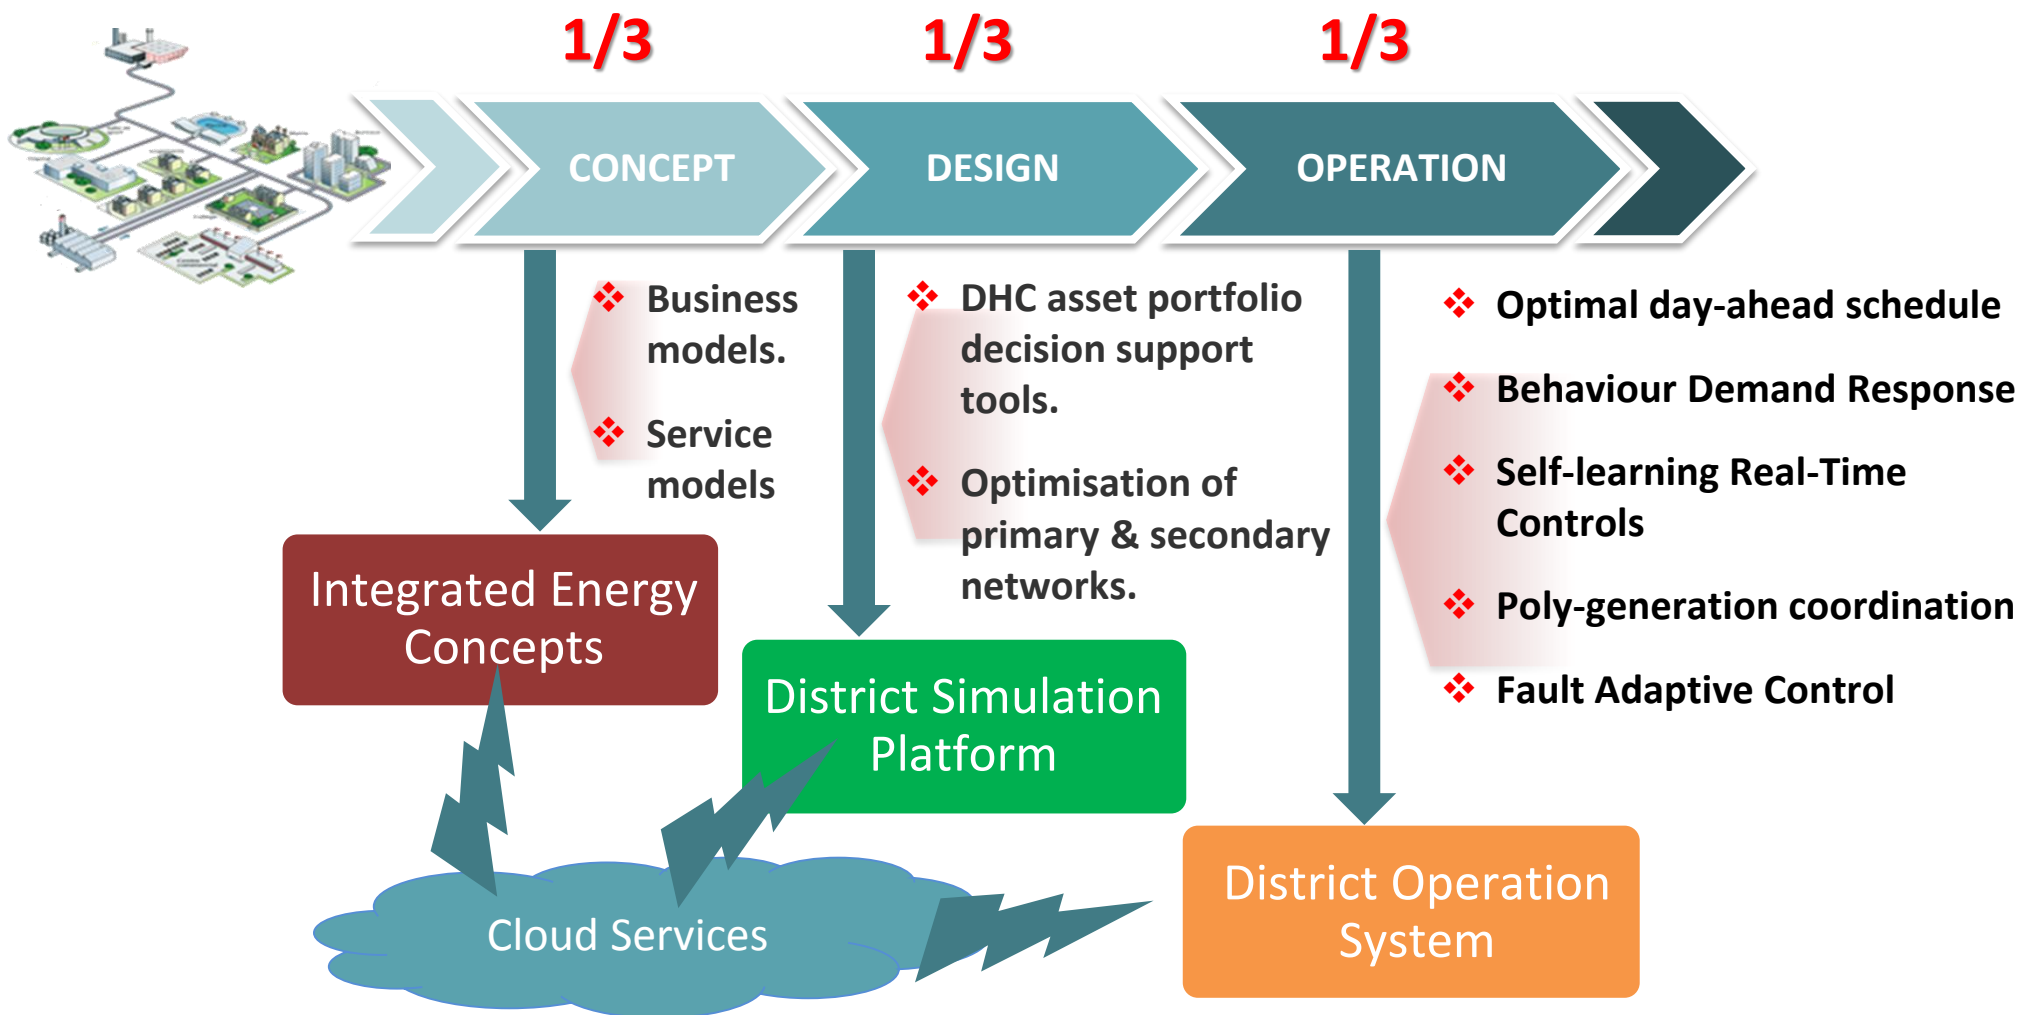 1/3
1/3
1/3
CONCEPT
DESIGN
OPERATION
❖ Business
models.
❖ Service
models
❖ DHC asset portfolio
decision support
tools.
❖ Optimisation of
primary & secondary
networks.
❖ Optimal day-ahead schedule
❖ Behaviour Demand Response
❖ Self-learning Real-Time
Controls
❖ Poly-generation coordination
❖ Fault Adaptive Control
Integrated Energy
Concepts
District Simulation
Platform
District Operation
System
Cloud Services